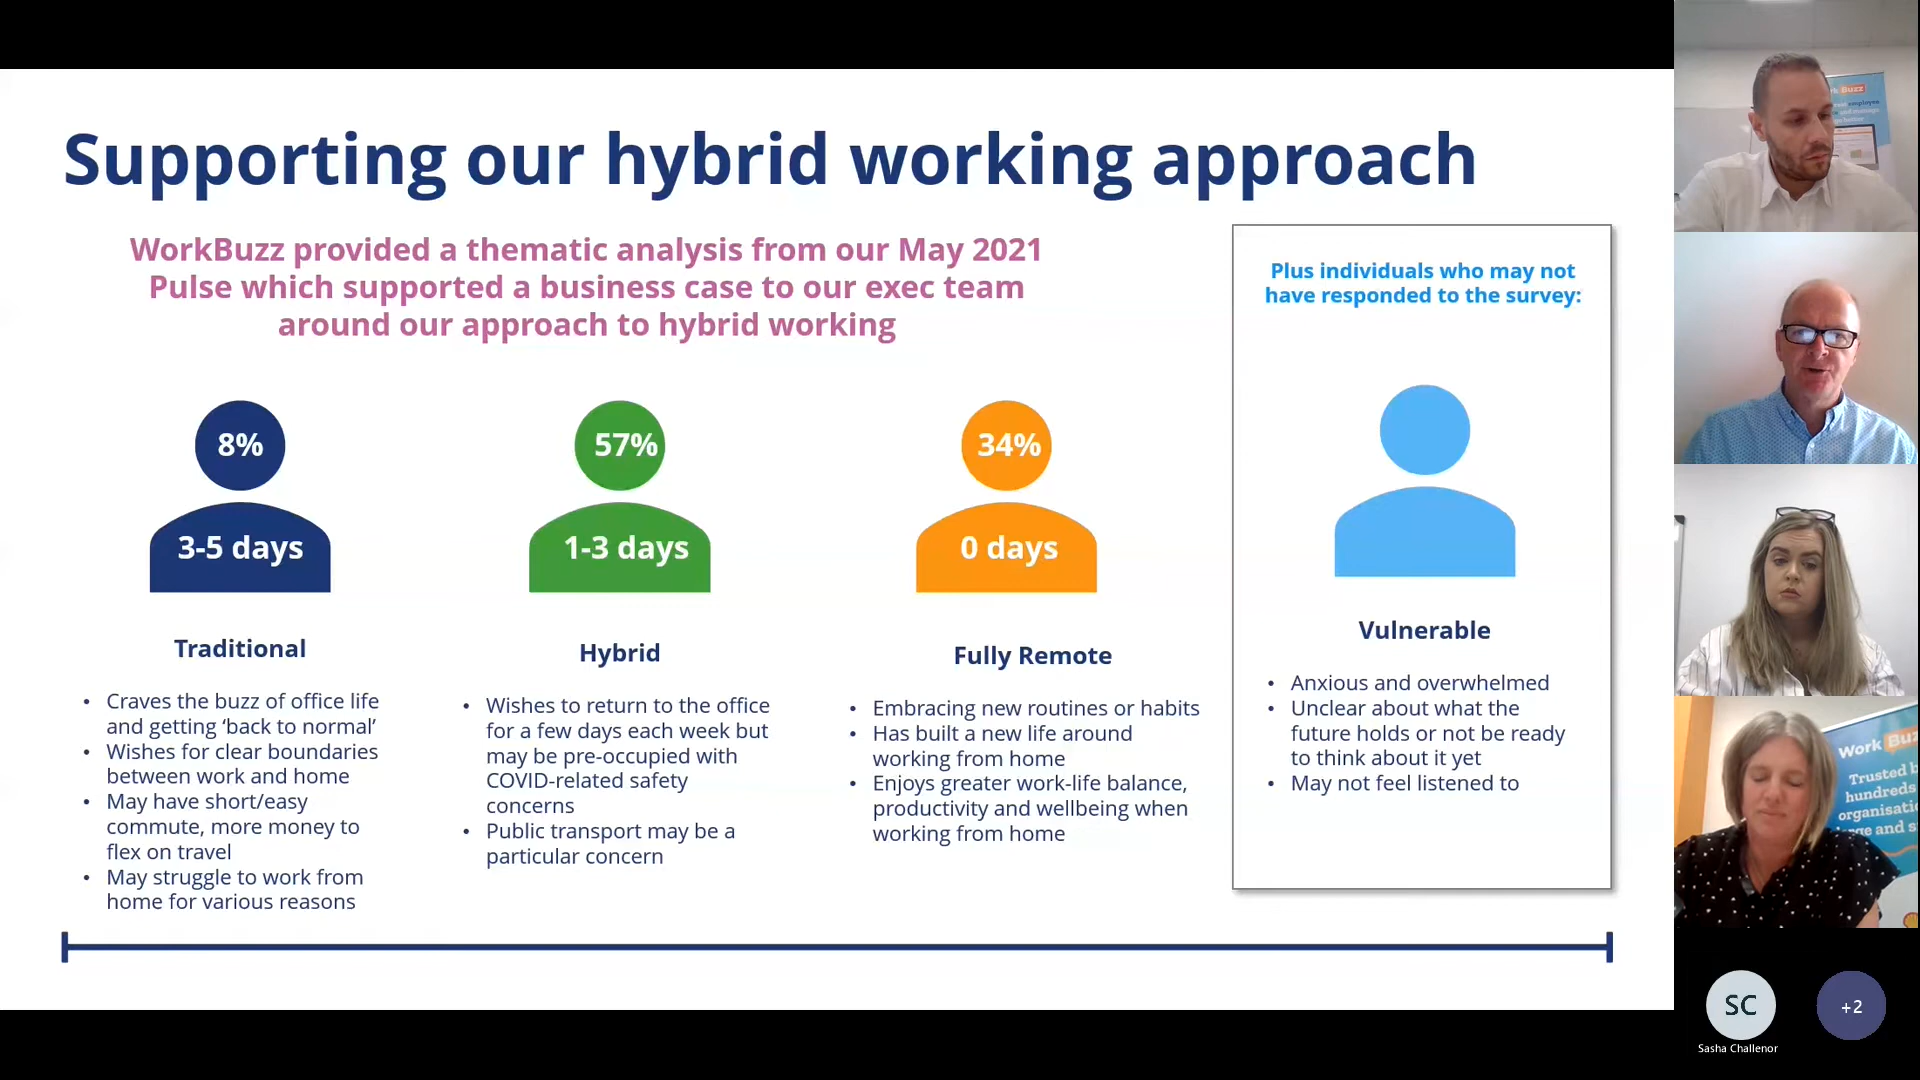 Supporting our hybrid working approach
WorkBuzz provided a thematic analysis from our May 2021
Pulse which supported a business case to our exec team
around our approach to hybrid working
8%
3-5 days
Traditional
• Craves the buzz of office life
and getting ‘back to normal’
• Wishes for clear boundaries
between work and home
• May have short/easy
commute, more money to
flex on travel
• May struggle to work from
home for various reasons
57%
1-3 days
Hybrid
• Wishes to return to the office
for a few days each week but
may be pre-occupied with
COVID-related safety
concerns
• Public transport may be a
particular concern
34%
0 days
Fully Remote
• Embracing new routines or habits
• Has built a new life around
working from home
• Enjoys greater work-life balance,
productivity and wellbeing when
working from home
Plus individuals who may not
have responded to the survey:
Vulnerable
• Anxious and overwhelmed
• Unclear about what the
future holds or not be ready
to think about it yet
• May not feel listened to
Buzz
employee
Work Buz
Trusted b
hundreds
organisati
and s
SC
Sasha Challenor
+2